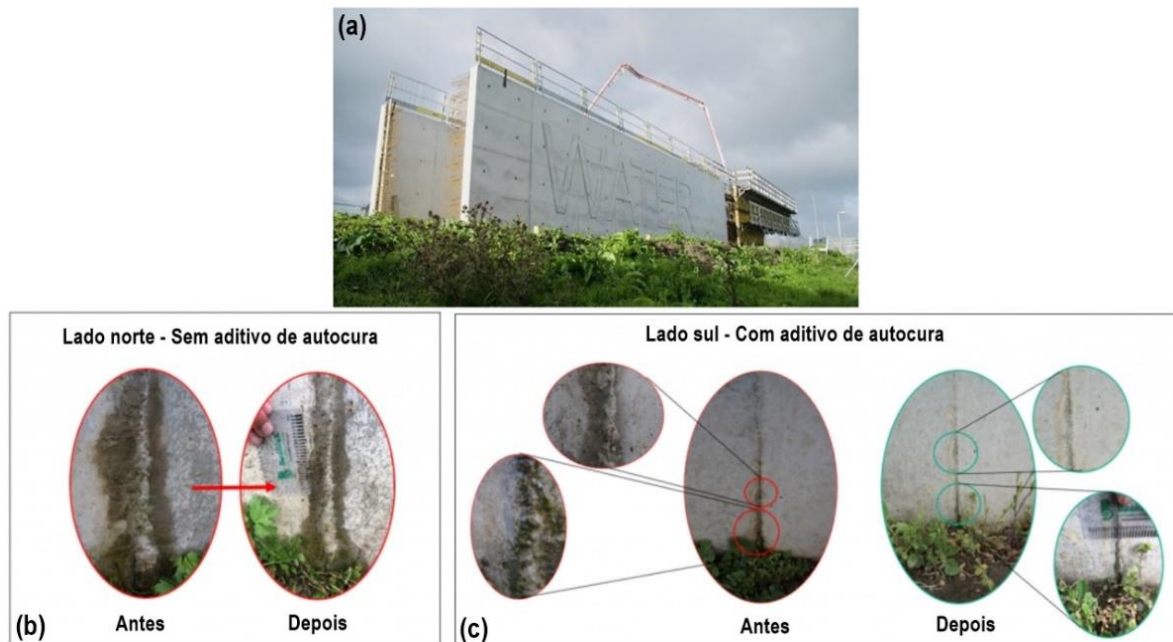 (a)
WATER
Lado norte - Sem aditivo de autocura
Lado sul - Com aditivo de autocura
(b)
Antes
Depois
(c)
Antes
Depois